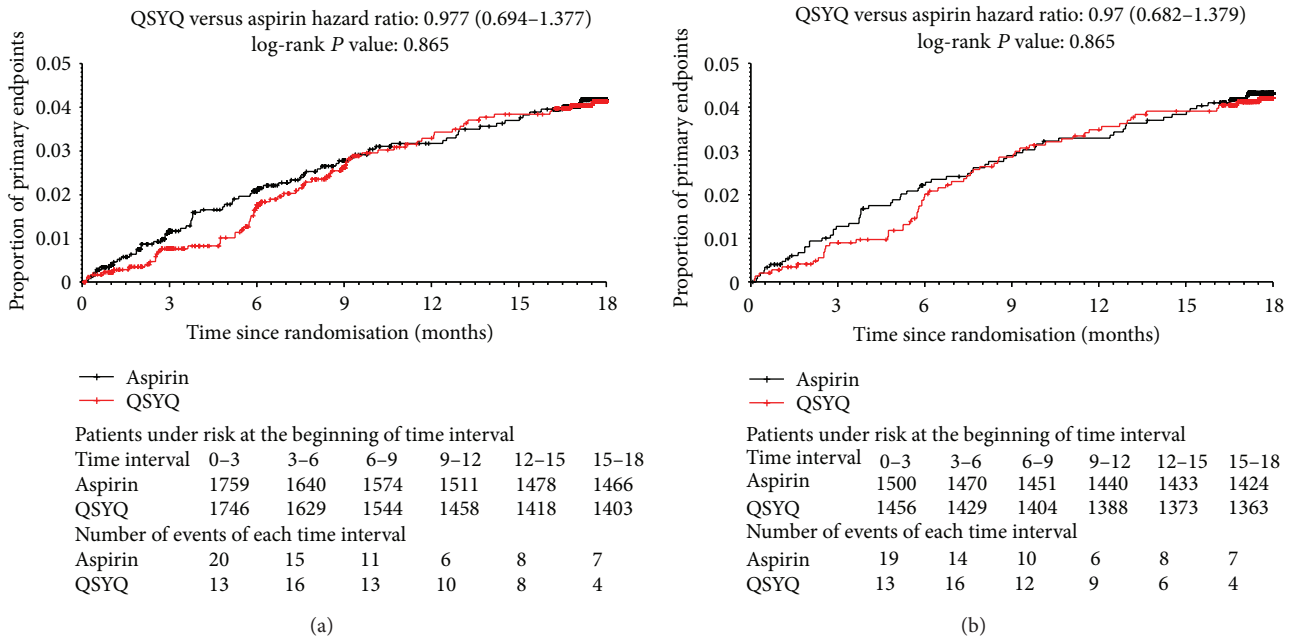 QSYQ versus aspirin hazard ratio: 0.977 (0.694–1.377)
log-rank P value: 0.865
Proportion of primary endpoints
0.05
0.04
0.03
0.02
0.01
0
0 3 6 9 12 15 18
Time since randomisation (months)
Aspirin
QSYQ
Patients under risk at the beginning of time interval
Time interval 0–3 3–6 6–9 9–12 12–15 15–18
Aspirin 1759 1640 1574 1511 1478 1466
QSYQ 1746 1629 1544 1458 1418 1403
Number of events of each time interval
Aspirin 20 15 11 6 8 7
QSYQ 13 16 13 10 8 4
(a)
QSYQ versus aspirin hazard ratio: 0.97 (0.682–1.379)
log-rank P value: 0.865
Proportion of primary endpoints
0.05
0.04
0.03
0.02
0.01
0
0 3 6 9 12 15 18
Time since randomisation (months)
Aspirin
QSYQ
Patients under risk at the beginning of time interval
Time interval 0–3 3–6 6–9 9–12 12–15 15–18
Aspirin 1500 1470 1451 1440 1433 1424
QSYQ 1456 1429 1404 1388 1373 1363
Number of events of each time interval
Aspirin 19 14 10 6 8 7
QSYQ 13 16 12 9 6 4
(b)